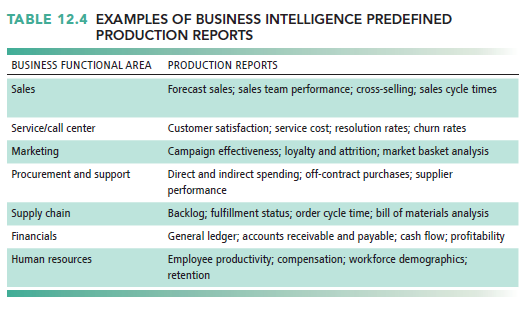 TABLE 12.4 EXAMPLES OF BUSINESS INTELLIGENCE PREDEFINED
PRODUCTION REPORTS
BUSINESS FUNCTIONAL AREA PRODUCTION REPORTS
Sales Forecast sales; sales team performance; cross-selling; sales cycle times
Service/call center Customer satisfaction; service cost; resolution rates; churn rates
Marketing Campaign effectiveness; loyalty and attrition; market basket analysis
Procurement and support Direct and indirect spending; off-contract purchases; supplier
performance
Supply chain Backlog; fulfillment status; order cycle time; bill of materials analysis
Financials General ledger; accounts receivable and payable; cash flow; profitability
Human resources Employee productivity; compensation; workforce demographics;
retention